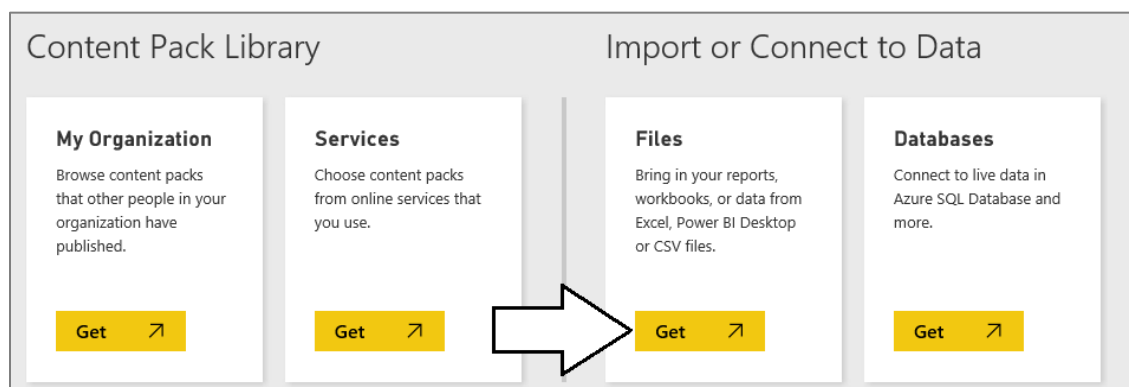 Content Pack Library
Import or Connect to Data
My Organization
Browse content packs
that other people in your
organization have
published.
Get
Services
Choose content packs
from online services that
you use.
Get
Files
Bring in your reports,
workbooks, or data from
Excel, Power BI Desktop
or CSV files.
Get
Databases
Connect to live data in
Azure SQL Database and
more.
Get